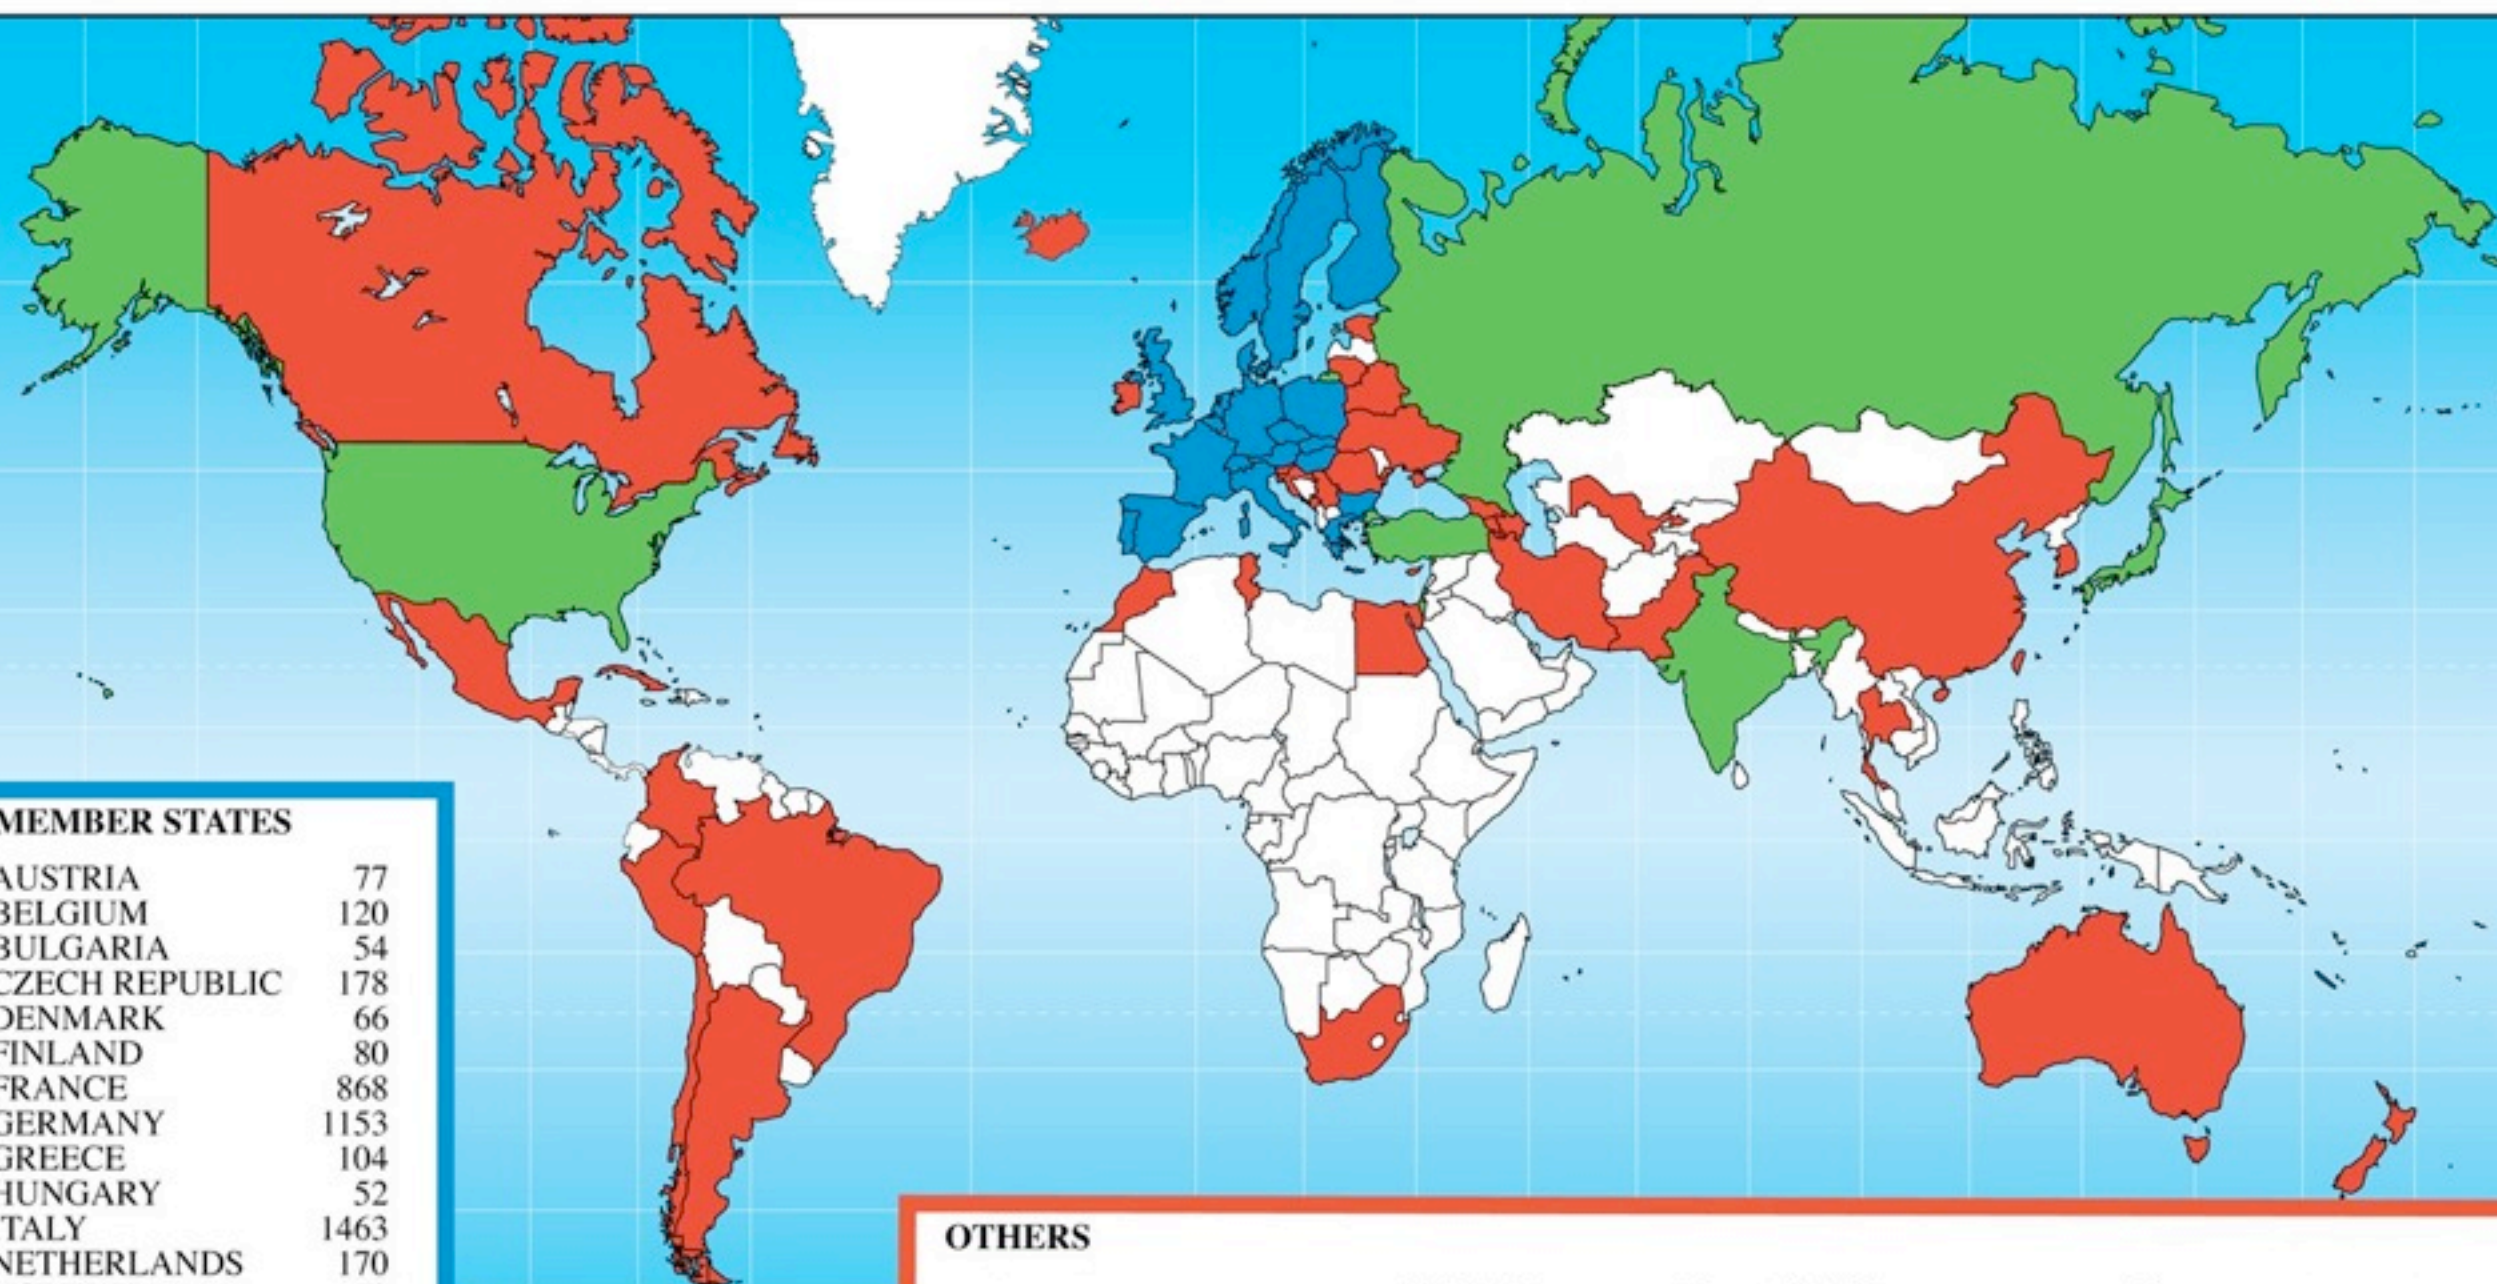 MEMBER STATES
AUSTRIA 77
BELGIUM 120
BULGARIA 54
CZECH REPUBLIC 178
DENMARK 66
FINLAND 80
FRANCE 868
GERMANY 1153
GREECE 104
HUNGARY 52
ITALY 1463
NETHERLANDS 170
OTHERS